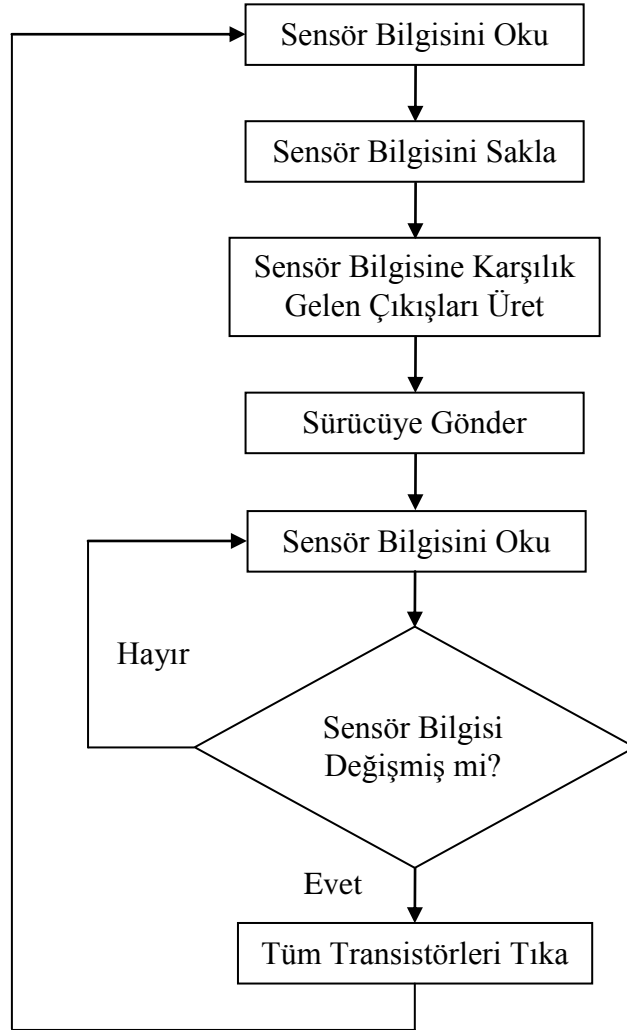 Sensör Bilgisini Oku
Sensör Bilgisini Sakla
Sensör Bilgisine Karşılık
Gelen Çıkışları Üret
Sürücüye Gönder
Sensör Bilgisini Oku
Hayır
Sensör Bilgisi
Değişmiş mi?
Evet
Tüm Transistörleri Tıka